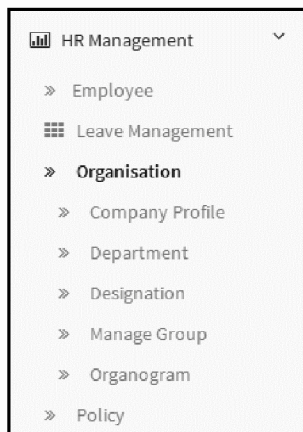 HR Management
Employee
Leave Management
Organisation
Company Profile
Department
Designation
Manage Group
Organogram
Policy